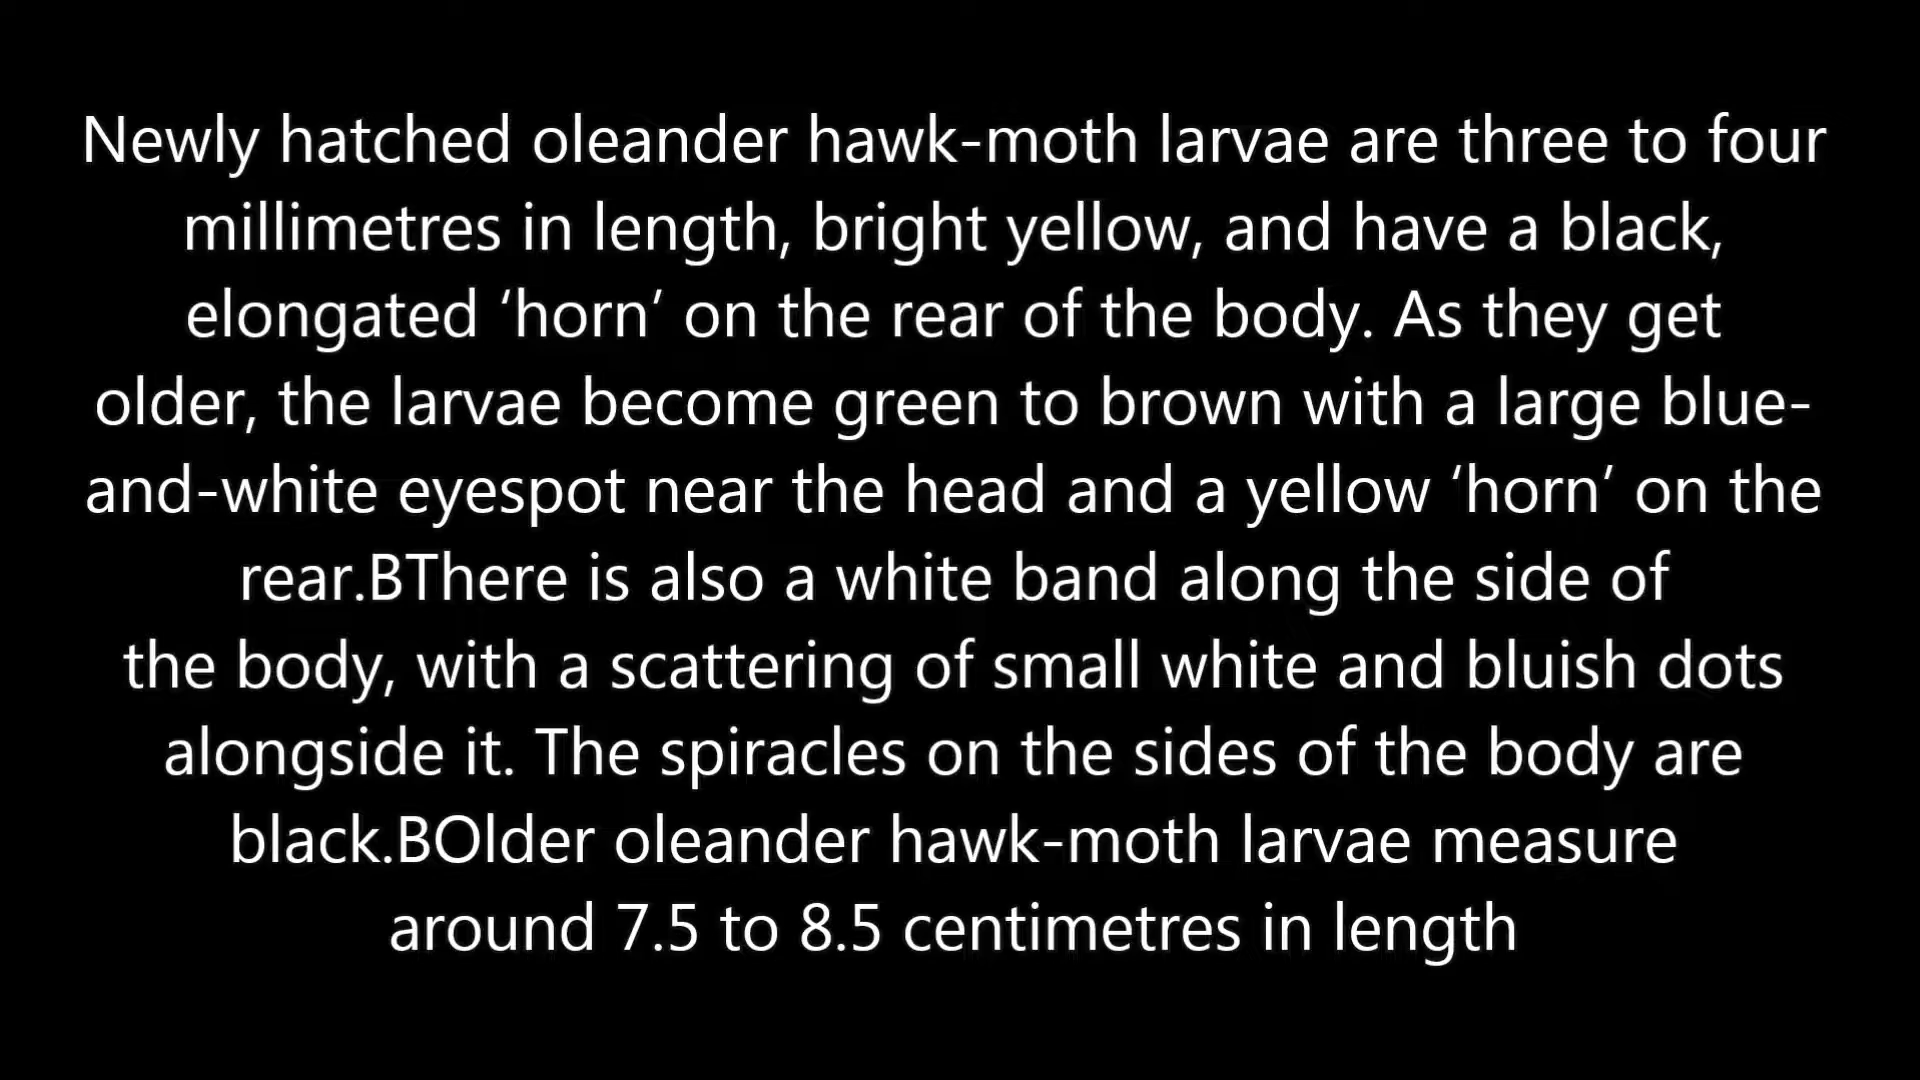 Newly hatched oleander hawk-moth larvae are three to four
millimetres in length, bright yellow, and have a black,
elongated ‘horn’ on the rear of the body. As they get
older, the larvae become green to brown with a large blue-
and-white eyespot near the head and a yellow ‘horn’ on the
rear.BThere is also a white band along the side of
the body, with a scattering of small white and bluish dots
alongside it. The spiracles on the sides of the body are
black.BOlder oleander hawk-moth larvae measure
around 7.5 to 8.5 centimetres in length